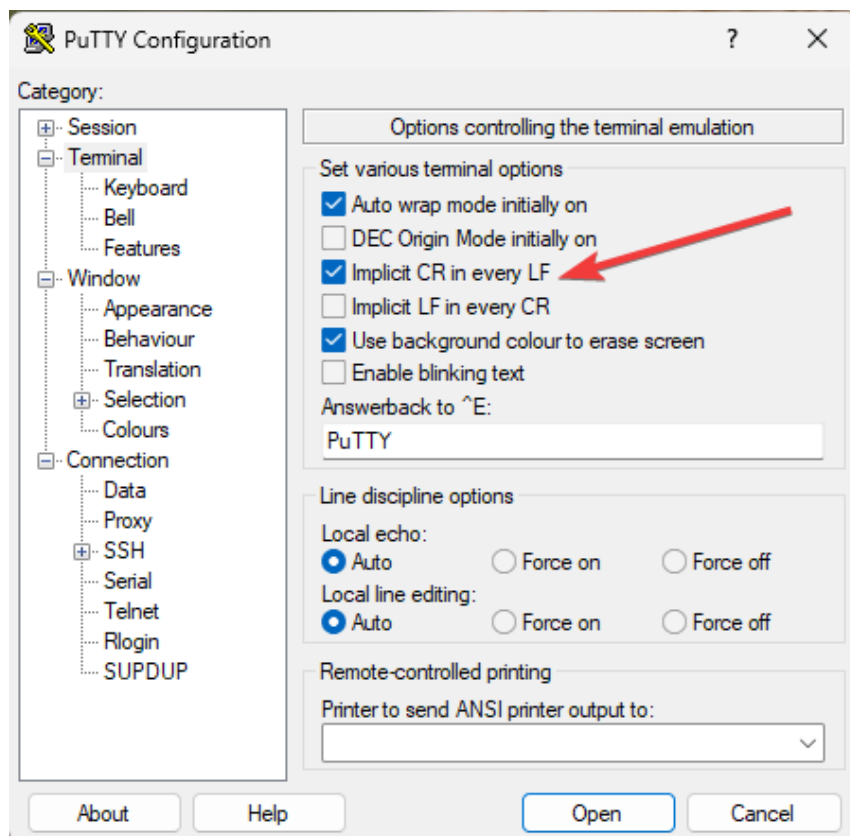 PuTTY Configuration
?
Category:
Session
Terminal
Keyboard
Bell
Features
Window
Appearance
Behaviour
Translation
Selection
Colours
Connection
Data
Proxy
SSH
Serial
Telnet
Rlogin
SUPDUP
Options controlling the terminal emulation
Set various terminal options
Auto wrap mode initially on
DEC Origin Mode initially on
Implicit CR in every LF
Implicit LF in every CR
Use background colour to erase screen
Enable blinking text
Answerback to ^E:
PuTTY
Line discipline options
Local echo:
Auto Force on Force off
Local line editing:
Auto Force on Force off
Remote-controlled printing
Printer to send ANSI printer output to:
About Help Open Cancel